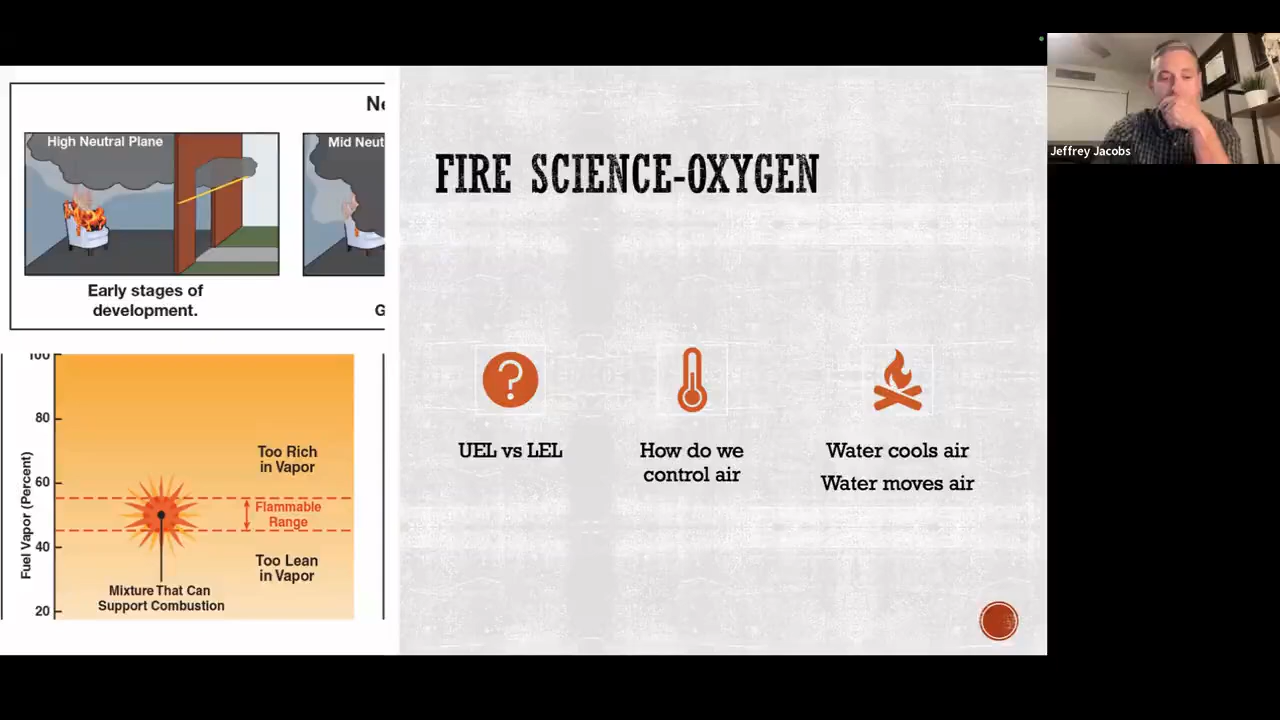 Ne
High Neutral Plane
Mid Neut
Early stages of
development.
G
100
80
60
40
20
Fuel Vapor (Percent)
Too Rich
in Vapor
Flammable
Range
Too Lean
in Vapor
Mixture That Can
Support Combustion
FIRE SCIENCE-OXYGEN
UEL vs LEL
How do we
control air
Water cools air
Water moves air
Jeffrey Jacobs